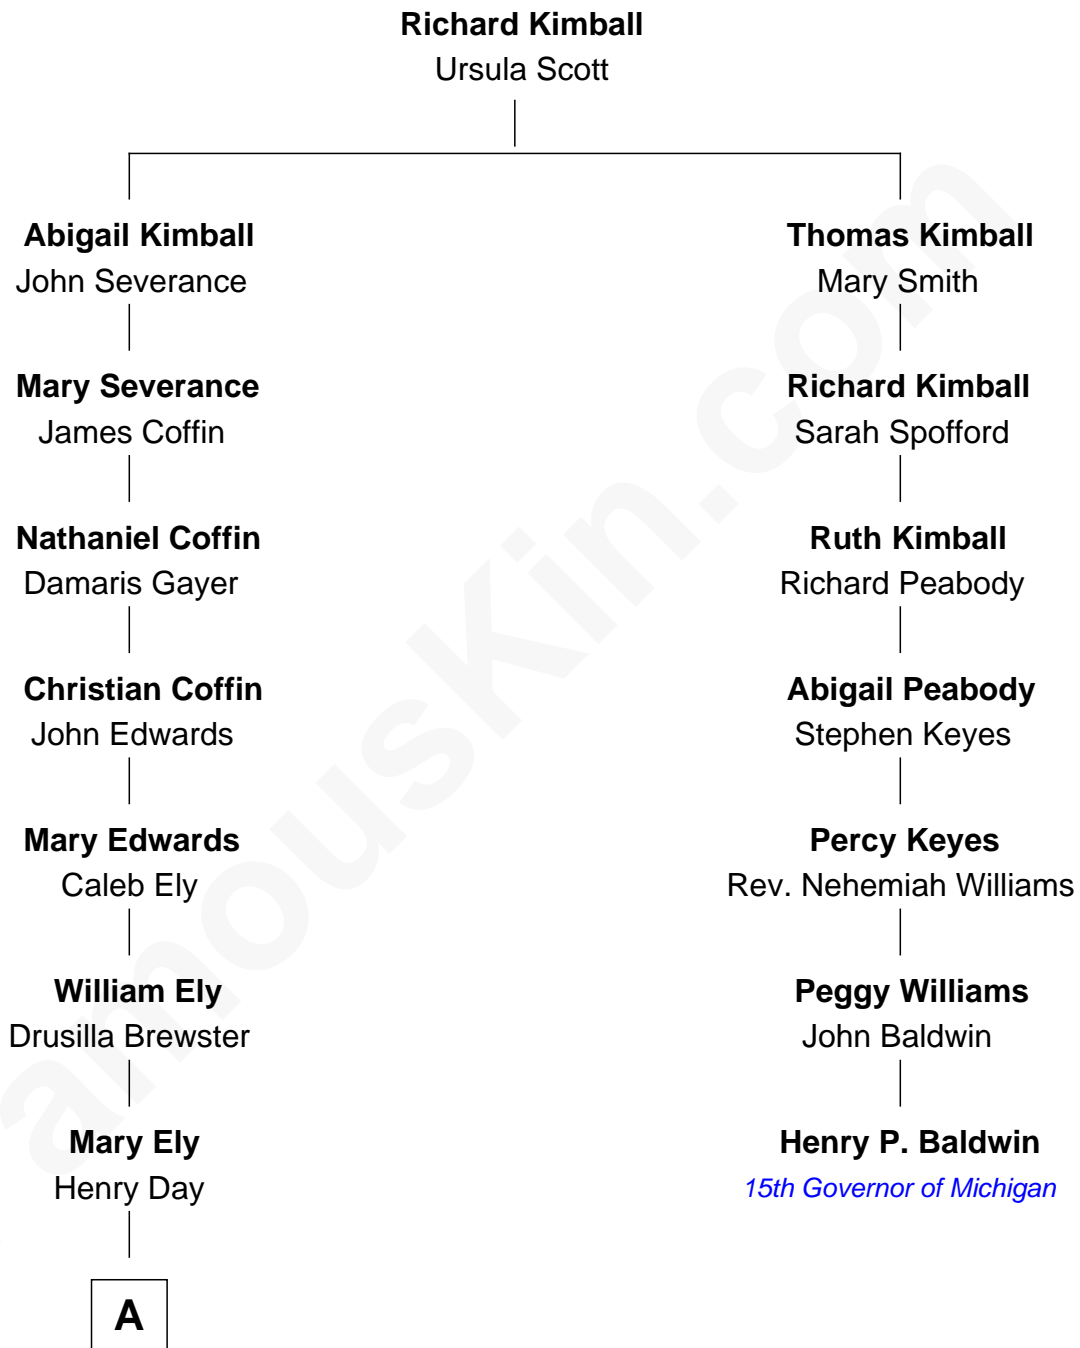 Richard Kimball
Ursula Scott
Abigail Kimball
John Severance
Thomas Kimball
Mary Smith
Mary Severance
James Coffin
Richard Kimball
Sarah Spofford
Nathaniel Coffin
Damaris Gayer
Ruth Kimball
Richard Peabody
Christian Coffin
John Edwards
Abigail Peabody
Stephen Keyes
Mary Edwards
Caleb Ely
Percy Keyes
Rev. Nehemiah Williams
William Ely
Drusilla Brewster
Peggy Williams
John Baldwin
Mary Ely
Henry Day
Henry P. Baldwin
15th Governor of Michigan
A
amousKin.com